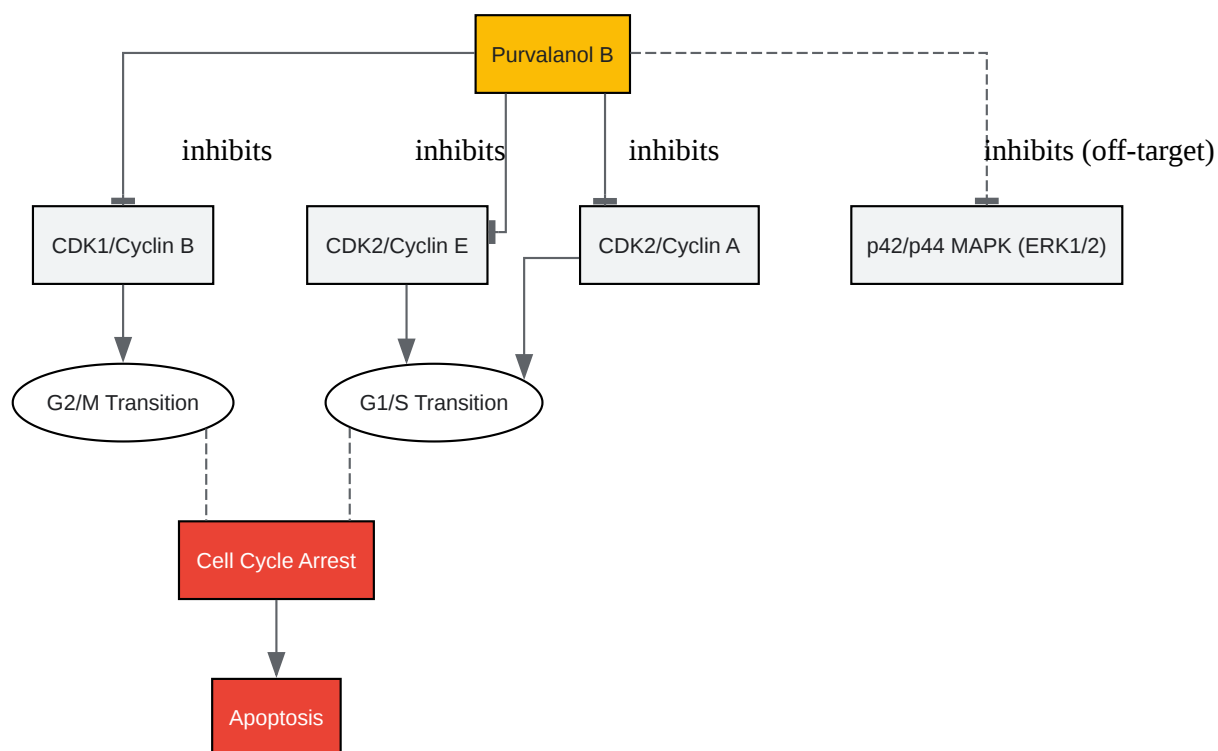 Purvalanol B
inhibits
inhibits
inhibits
inhibits (off-target)
CDK1/Cyclin B
CDK2/Cyclin E
CDK2/Cyclin A
p42/p44 MAPK (ERK1/2)
G2/M Transition
G1/S Transition
Cell Cycle Arrest
Apoptosis